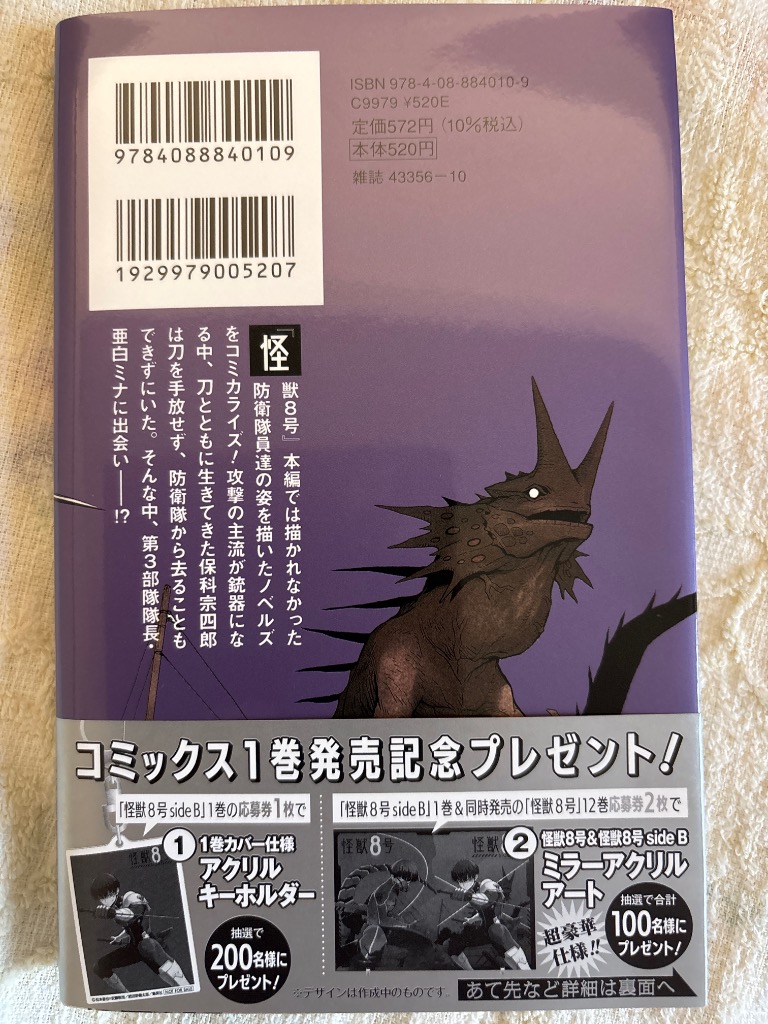 ISBN 978-4-08-884010-9
C9979 ¥520E
定価572円(10%税込)
本体520円
雑誌 43356-10
9784088840109
1929979005207
『怪獣8号』本編では描かれなかった
防衛隊員達の姿を描いたノベルズ
をコミカライズ!攻撃の主流が銃器にな
る中、刀とともに生きてきた保科宗四郎
は刀を手放せず、防衛隊から去ることも
できずにいた。そんな中、第3部隊隊長・
亜白ミナに出会い――!?
コミックス1巻発売記念プレゼント!
「怪獣8号 side B」1巻の応募券1枚で
1
1巻カバー仕様
アクリル
キーホルダー
抽選で
200名様に
プレゼント!
怪獣8
NOT FOR SALE
「怪獣8号 side B」1巻&同時発売の「怪獣8号」12巻応募券2枚で
怪獣8号
怪獣
2
怪獣8号&怪獣8号 side B
ミラーアクリル
アート
超豪華
仕様!!
抽選で合計
100名様に
プレゼント!
※デザインは作成中のものです。
あて先など詳細は裏面へ